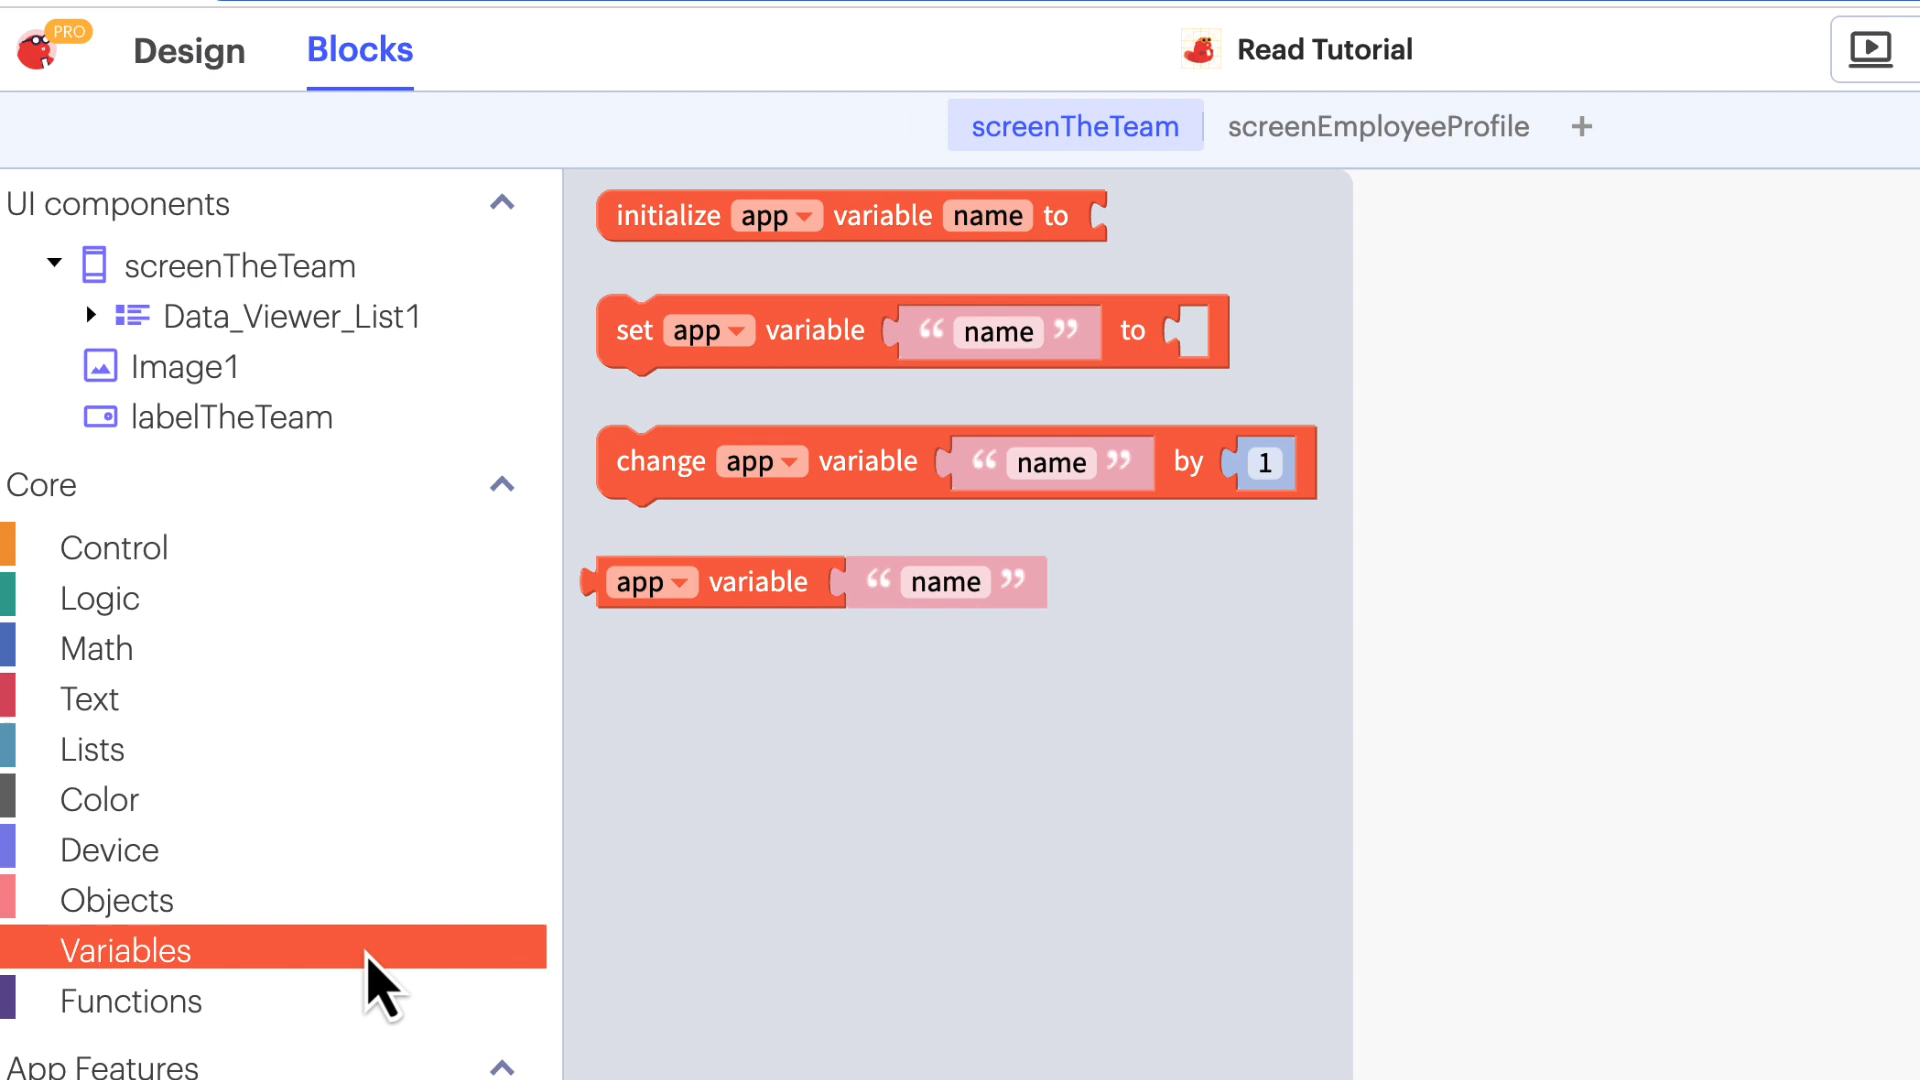 PRO
Design
Blocks
Read Tutorial
screenTheTeam
screenEmployeeProfile
+
UI components
screenTheTeam
Data_Viewer_List1
Image1
labelTheTeam
Core
Control
Logic
Math
Text
Lists
Color
Device
Objects
Variables
Functions
App Features
initialize app variable name to
set app variable “ name ” to
change app variable “ name ” by 1
app variable “ name ”